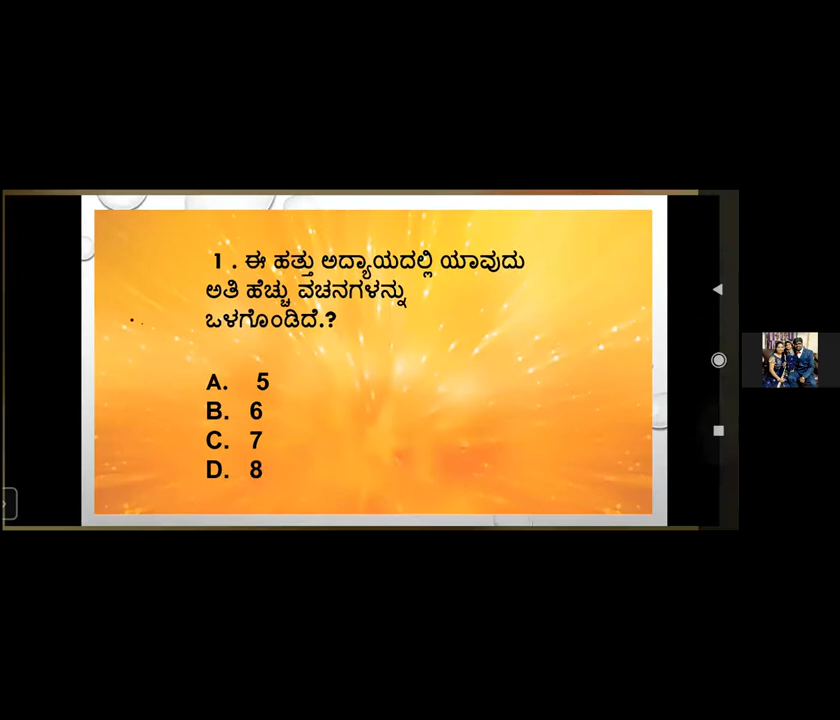 1 . ಈ ಹತ್ತು ಅದ್ಯಾಯದಲ್ಲಿ ಯಾವುದು
ಅತಿ ಹೆಚ್ಚು ವಚನಗಳನ್ನು
ಒಳಗೊಂಡಿದೆ.?
A. 5
B. 6
C. 7
D. 8